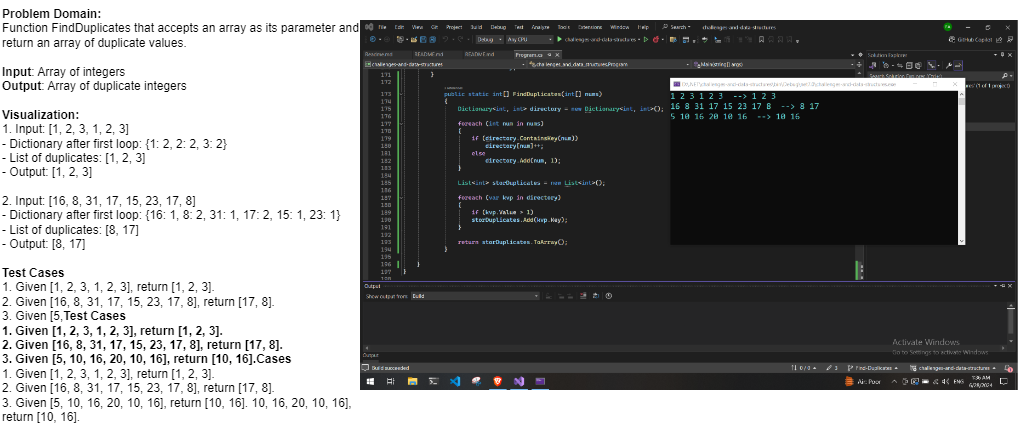 Problem Domain:
Function FindDuplicates that accepts an array as its parameter and
return an array of duplicate values.
Input: Array of integers
Output: Array of duplicate integers
Visualization:
1. Input: [1, 2, 3, 1, 2, 3]
- Dictionary after first loop: {1: 2, 2: 2, 3: 2}
- List of duplicates: [1, 2, 3]
- Output: [1, 2, 3]
2. Input: [16, 8, 31, 17, 15, 23, 17, 8]
- Dictionary after first loop: {16: 1, 8: 2, 31: 1, 17: 2, 15: 1, 23: 1}
- List of duplicates: [8, 17]
- Output: [8, 17]
Test Cases
1. Given [1, 2, 3, 1, 2, 3], return [1, 2, 3].
2. Given [16, 8, 31, 17, 15, 23, 17, 8], return [17, 8].
3. Given [5,Test Cases
1. Given [1, 2, 3, 1, 2, 3], return [1, 2, 3].
2. Given [16, 8, 31, 17, 15, 23, 17, 8], return [17, 8].
3. Given [5, 10, 16, 20, 10, 16], return [10, 16].Cases
1. Given [1, 2, 3, 1, 2, 3], return [1, 2, 3].
2. Given [16, 8, 31, 17, 15, 23, 17, 8], return [17, 8].
3. Given [5, 10, 16, 20, 10, 16], return [10, 16]. 10, 16, 20, 10, 16],
return [10, 16].
File Edit View Git Project Build Debug Test Analyze Tools Extensions Window Help Search challenges-and-data-structures
Debug Any CPU challenges-and-data-structures GitHub Copilot
README.md README.md Program.cs Solution Explorer
challenges-and-data-structures challenges_and_data_structures.Program Main(string[] args)
171 }
172
173 public static int[] FindDuplicates(int[] nums)
174 {
175 Dictionary<int, int> directory = new Dictionary<int, int>();
176
177 foreach (int num in nums)
178 {
179 if (directory.ContainsKey(num))
180 directory[num]++;
181 else
182 directory.Add(num, 1);
183 }
184
185 List<int> storDuplicates = new List<int>();
186
187 foreach (var kvp in directory)
188 {
189 if (kvp.Value > 1)
190 storDuplicates.Add(kvp.Key);
191 }
192
193 return storDuplicates.ToArray();
194 }
195
196 }
197 }
1 2 3 1 2 3 --> 1 2 3
16 8 31 17 15 23 17 8 --> 8 17
5 10 16 20 10 16 --> 10 16
Output
Show output from: Build
Activate Windows
Go to Settings to activate Windows.
Output
Build succeeded
0 / 0 3 Find-Duplicates challenges-and-data-structures
Air: Poor ENG 1:36 AM
6/28/2024